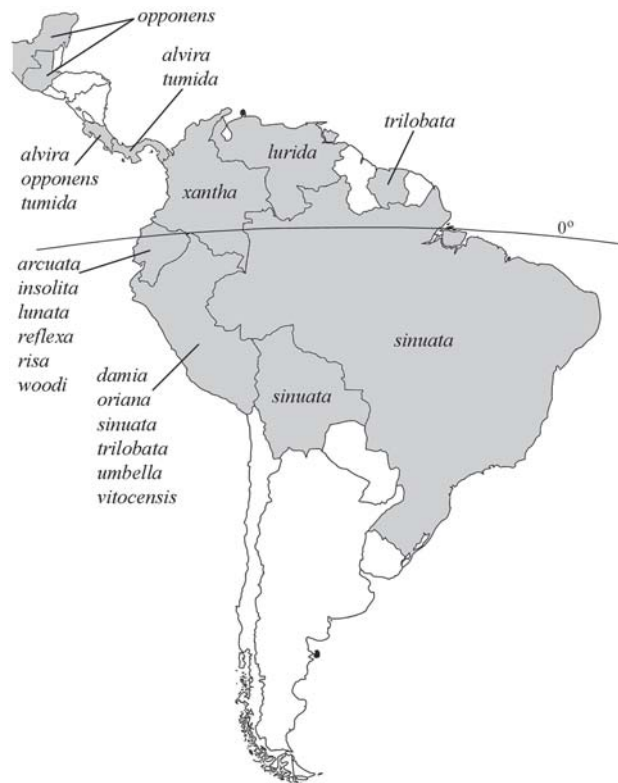 opponens
alvira
tumida
trilobata
alvira
opponens
tumida
lurida
xantha
0º
arcuata
insolita
lunata
reflexa
risa
woodi
sinuata
damia
oriana
sinuata
trilobata
umbella
vitocensis
sinuata